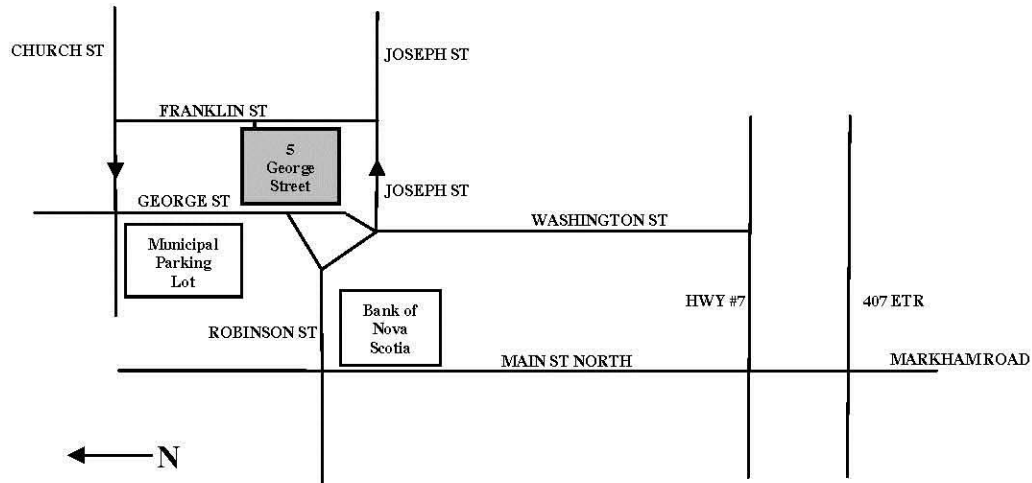 CHURCH ST
JOSEPH ST
FRANKLIN ST
5
George
Street
JOSEPH ST
GEORGE ST
WASHINGTON ST
Municipal
Parking
Lot
HWY #7
407 ETR
Bank of
Nova
Scotia
ROBINSON ST
MAIN ST NORTH
MARKHAM ROAD
N